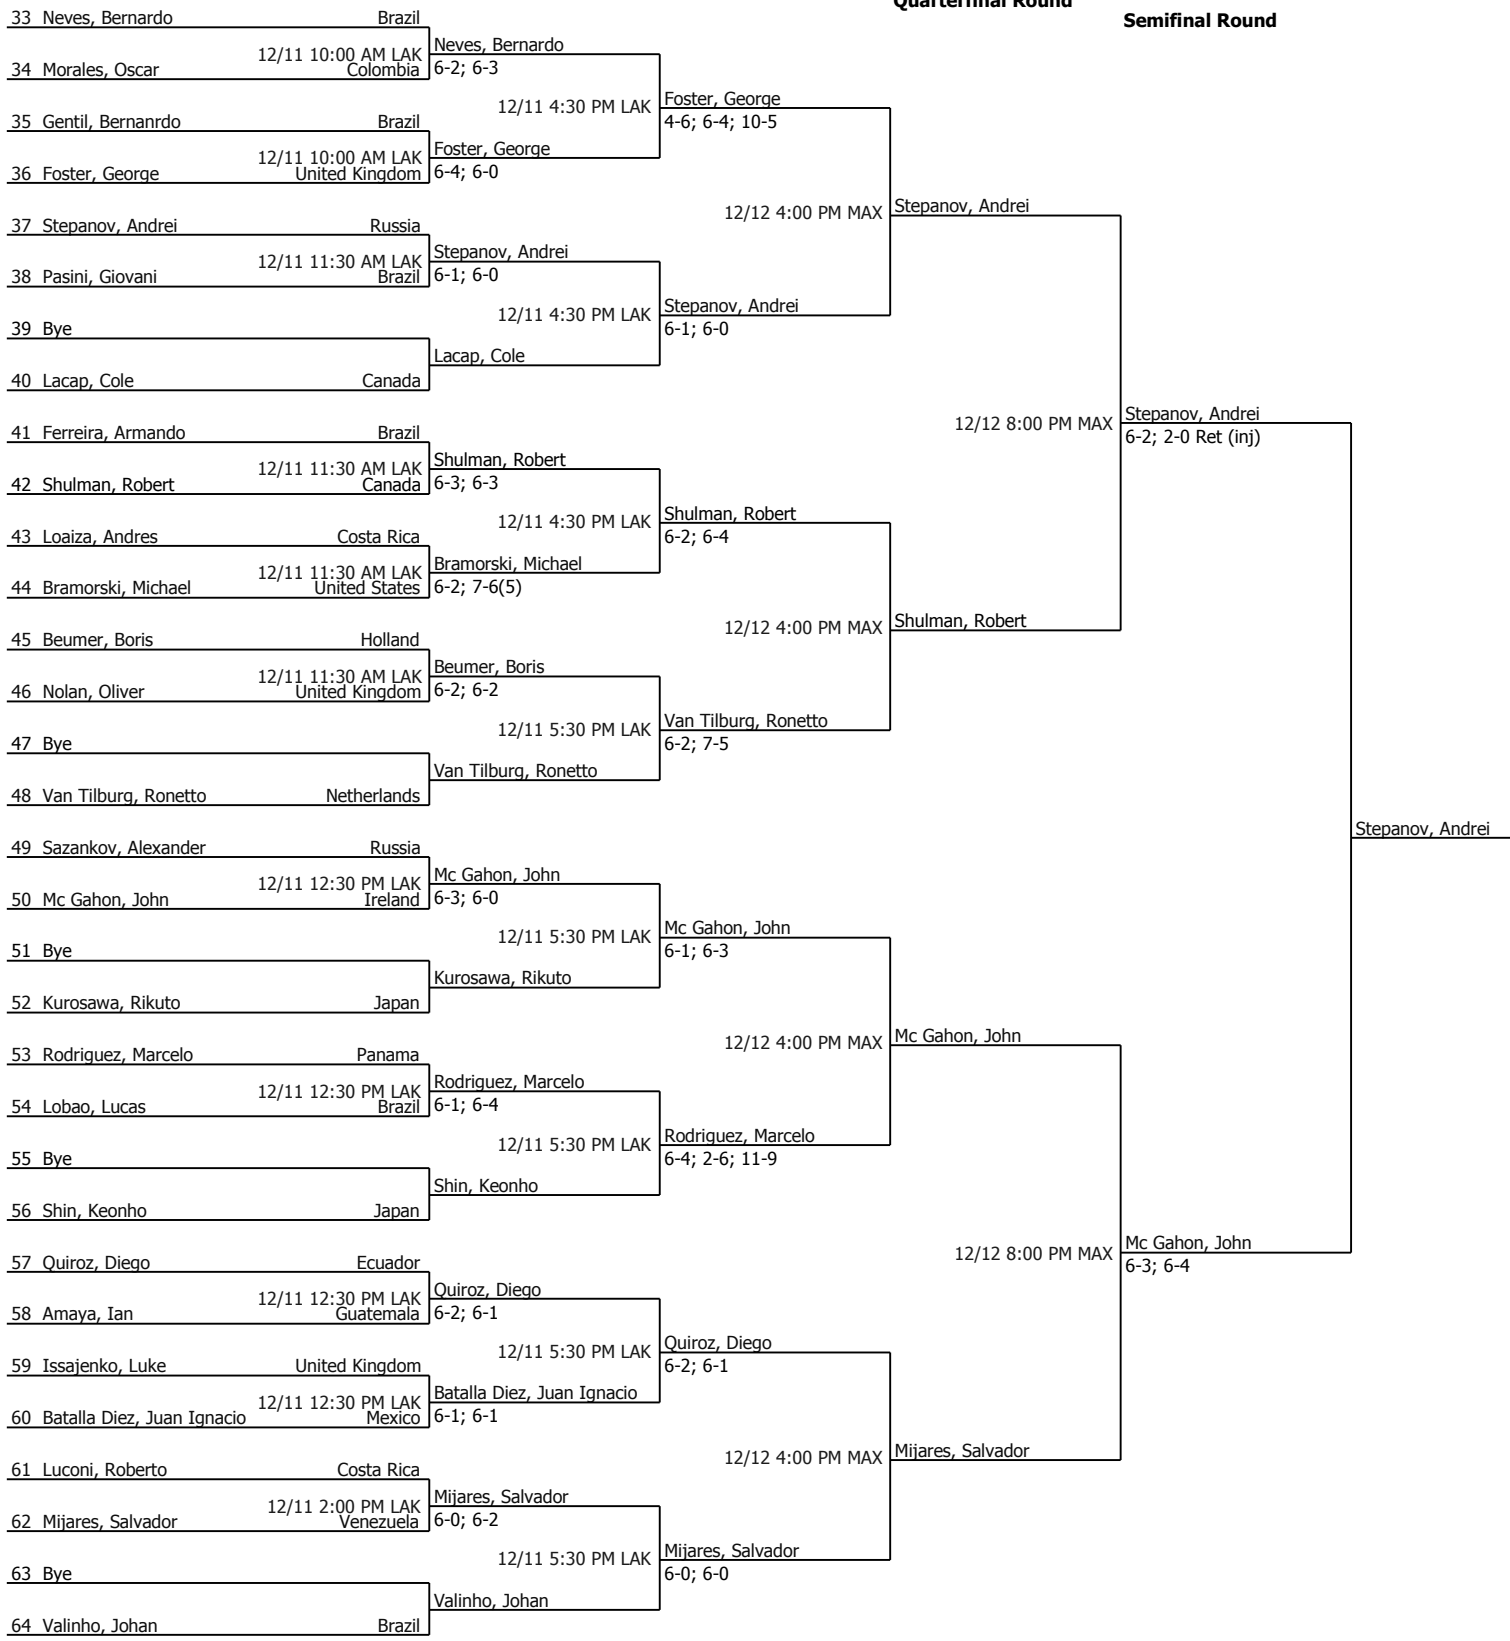 Quarterfinal Round
Semifinal Round
33 Neves, Bernardo Brazil
12/11 10:00 AM LAK
34 Morales, Oscar Colombia
Neves, Bernardo
6-2; 6-3
12/11 4:30 PM LAK
Foster, George
4-6; 6-4; 10-5
35 Gentil, Bernanrdo Brazil
12/11 10:00 AM LAK
36 Foster, George United Kingdom
Foster, George
6-4; 6-0
12/12 4:00 PM MAX
Stepanov, Andrei
37 Stepanov, Andrei Russia
12/11 11:30 AM LAK
38 Pasini, Giovani Brazil
Stepanov, Andrei
6-1; 6-0
12/11 4:30 PM LAK
Stepanov, Andrei
6-1; 6-0
39 Bye
Lacap, Cole
40 Lacap, Cole Canada
12/12 8:00 PM MAX
Stepanov, Andrei
6-2; 2-0 Ret (inj)
41 Ferreira, Armando Brazil
12/11 11:30 AM LAK
42 Shulman, Robert Canada
Shulman, Robert
6-3; 6-3
12/11 4:30 PM LAK
Shulman, Robert
6-2; 6-4
43 Loaiza, Andres Costa Rica
12/11 11:30 AM LAK
44 Bramorski, Michael United States
Bramorski, Michael
6-2; 7-6(5)
12/12 4:00 PM MAX
Shulman, Robert
45 Beumer, Boris Holland
12/11 11:30 AM LAK
46 Nolan, Oliver United Kingdom
Beumer, Boris
6-2; 6-2
12/11 5:30 PM LAK
Van Tilburg, Ronetto
6-2; 7-5
47 Bye
Van Tilburg, Ronetto
48 Van Tilburg, Ronetto Netherlands
Stepanov, Andrei
49 Sazankov, Alexander Russia
12/11 12:30 PM LAK
50 Mc Gahon, John Ireland
Mc Gahon, John
6-3; 6-0
12/11 5:30 PM LAK
Mc Gahon, John
6-1; 6-3
51 Bye
Kurosawa, Rikuto
52 Kurosawa, Rikuto Japan
12/12 4:00 PM MAX
Mc Gahon, John
53 Rodriguez, Marcelo Panama
12/11 12:30 PM LAK
54 Lobao, Lucas Brazil
Rodriguez, Marcelo
6-1; 6-4
12/11 5:30 PM LAK
Rodriguez, Marcelo
6-4; 2-6; 11-9
55 Bye
Shin, Keonho
56 Shin, Keonho Japan
12/12 8:00 PM MAX
Mc Gahon, John
6-3; 6-4
57 Quiroz, Diego Ecuador
12/11 12:30 PM LAK
58 Amaya, Ian Guatemala
Quiroz, Diego
6-2; 6-1
12/11 5:30 PM LAK
Quiroz, Diego
6-2; 6-1
59 Issajenko, Luke United Kingdom
12/11 12:30 PM LAK
60 Batalla Diez, Juan Ignacio Mexico
Batalla Diez, Juan Ignacio
6-1; 6-1
12/12 4:00 PM MAX
Mijares, Salvador
61 Luconi, Roberto Costa Rica
12/11 2:00 PM LAK
62 Mijares, Salvador Venezuela
Mijares, Salvador
6-0; 6-2
12/11 5:30 PM LAK
Mijares, Salvador
6-0; 6-0
63 Bye
Valinho, Johan
64 Valinho, Johan Brazil